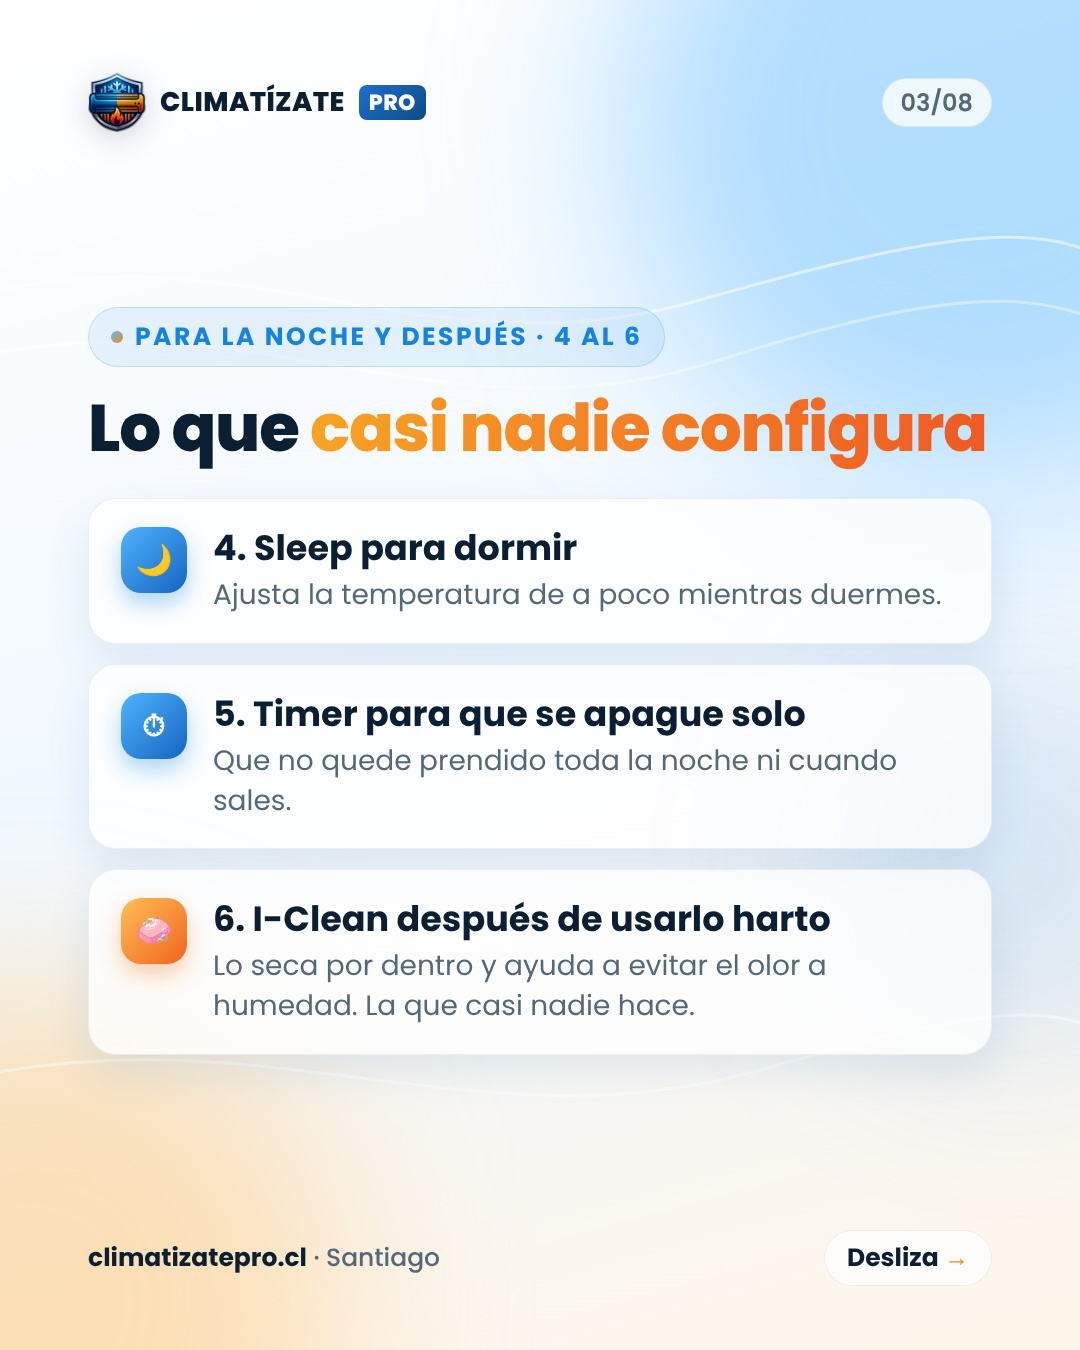 CLIMATÍZATE PRO
03/08
PARA LA NOCHE Y DESPUÉS · 4 AL 6
Lo que casi nadie configura
4. Sleep para dormir
Ajusta la temperatura de a poco mientras duermes.
5. Timer para que se apague solo
Que no quede prendido toda la noche ni cuando
sales.
6. I-Clean después de usarlo harto
Lo seca por dentro y ayuda a evitar el olor a
humedad. La que casi nadie hace.
climatizatepro.cl · Santiago
Desliza →